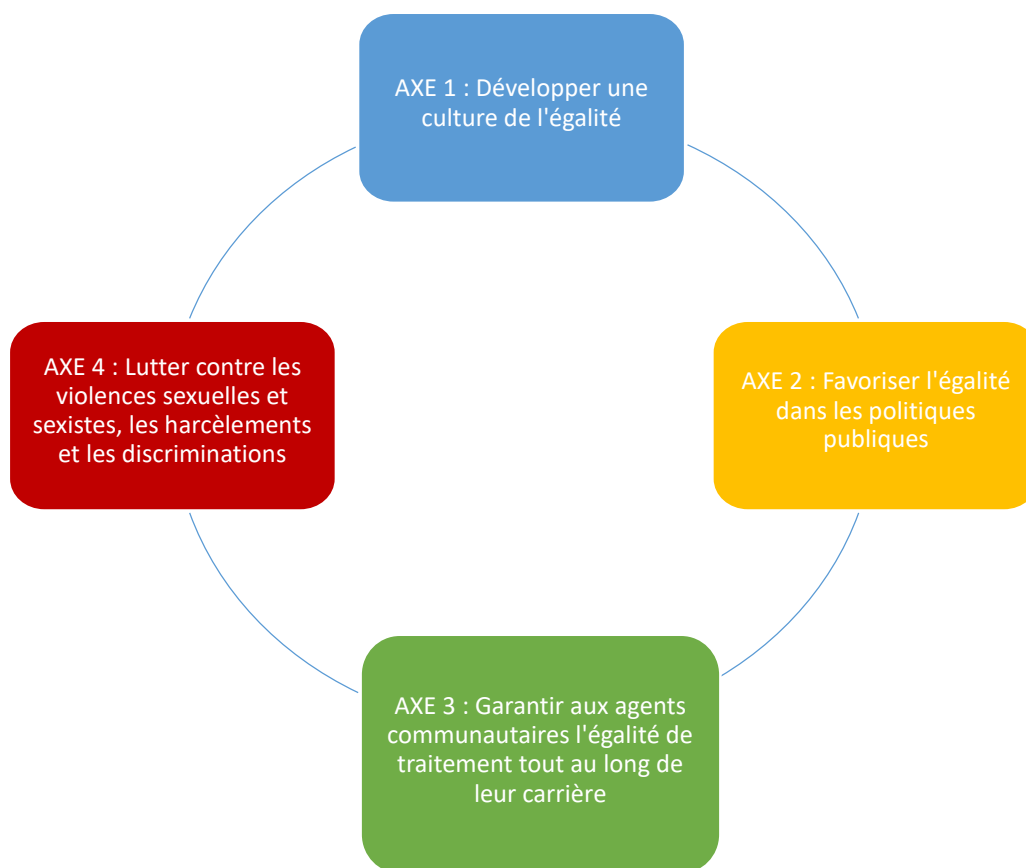 AXE 1 : Développer une
culture de l'égalité
AXE 2 : Favoriser l'égalité
dans les politiques
publiques
AXE 3 : Garantir aux agents
communautaires l'égalité de
traitement tout au long de
leur carrière
AXE 4 : Lutter contre les
violences sexuelles et
sexistes, les harcèlements
et les discriminations